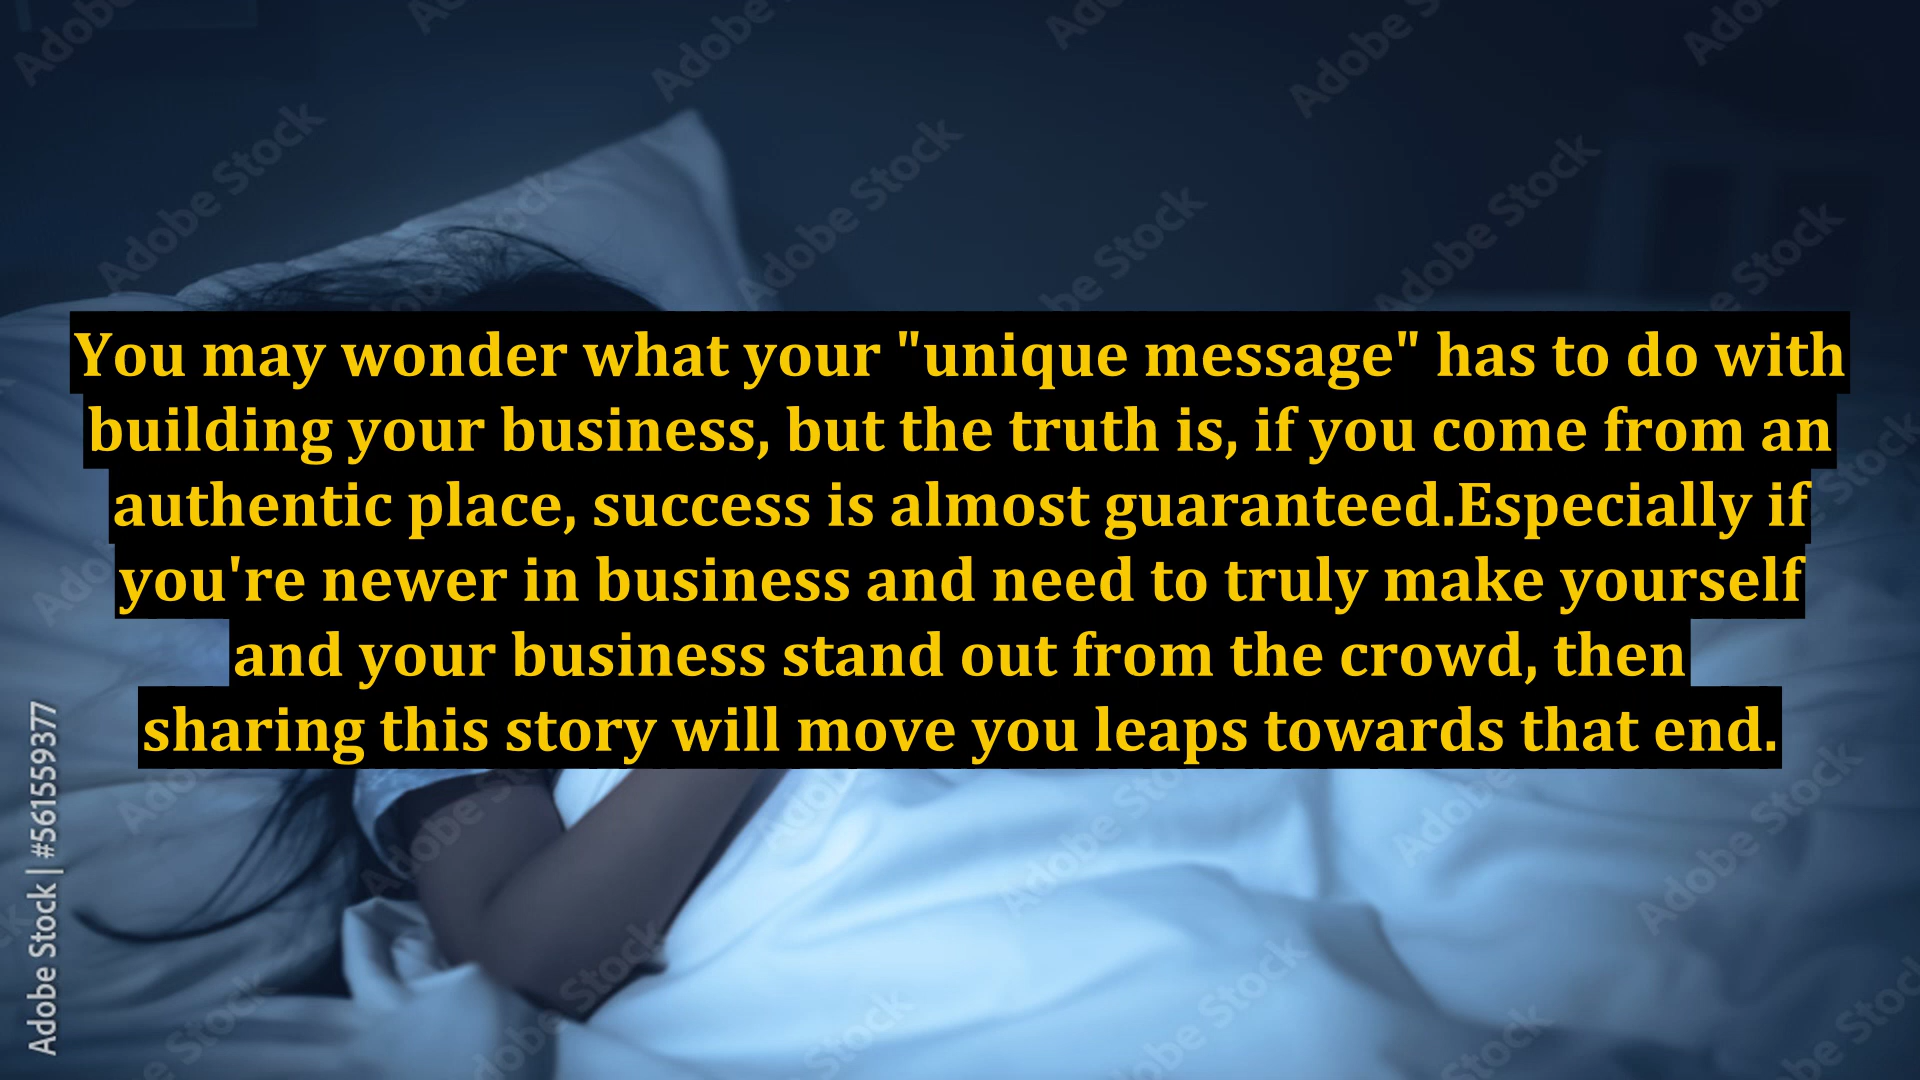 You may wonder what your "unique message" has to do with
building your business, but the truth is, if you come from an
authentic place, success is almost guaranteed.Especially if
you're newer in business and need to truly make yourself
and your business stand out from the crowd, then
sharing this story will move you leaps towards that end.
Adobe Stock | #561559377
Adobe Stock